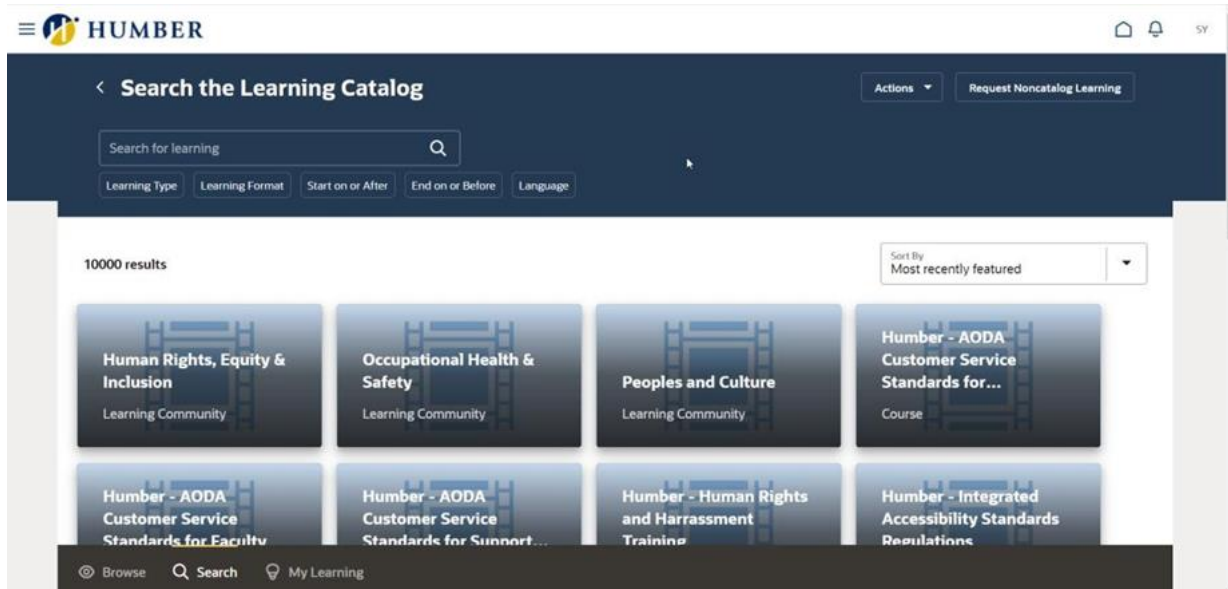 HUMBER
SY
Search the Learning Catalog
Actions
Request Noncatalog Learning
Search for learning
Learning Type
Learning Format
Start on or After
End on or Before
Language
10000 results
Sort By
Most recently featured
Human Rights, Equity &
Inclusion
Learning Community
Occupational Health &
Safety
Learning Community
Peoples and Culture
Learning Community
Humber - AODA
Customer Service
Standards for...
Course
Humber - AODA
Customer Service
Standards for Faculty
Humber - AODA
Customer Service
Standards for Support...
Humber - Human Rights
and Harrassment
Training
Humber - Integrated
Accessibility Standards
Regulations
Browse
Search
My Learning